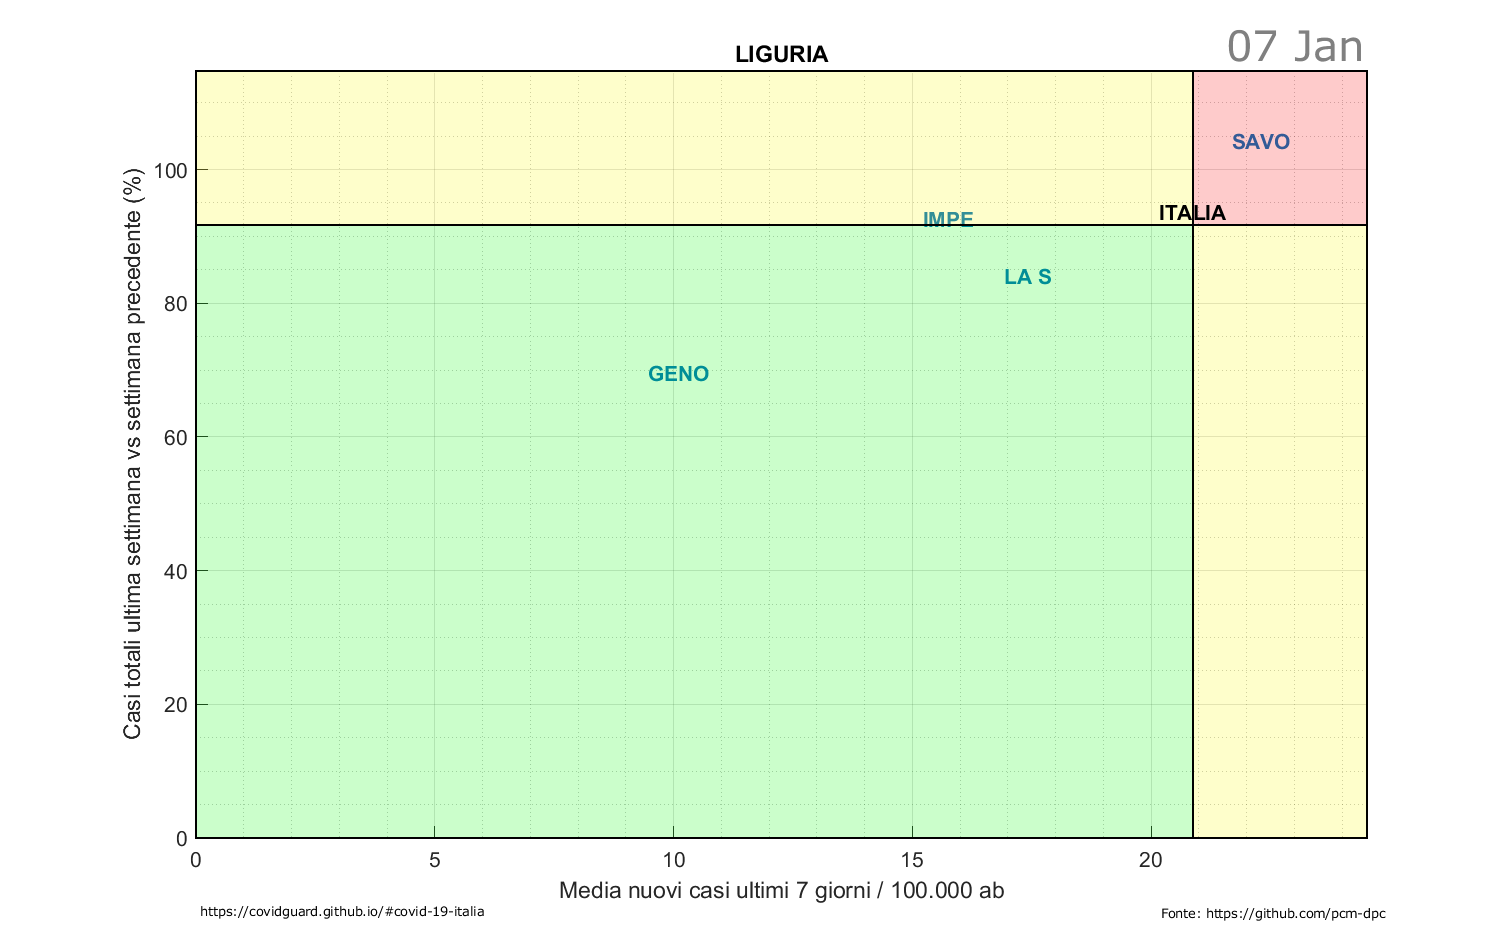 07 Jan
LIGURIA
SAVO
ITALIA
IMPE
LA S
GENO
Casi totali ultima settimana vs settimana precedente (%)
100
80
60
40
20
0
0 5 10 15 20
Media nuovi casi ultimi 7 giorni / 100.000 ab
https://covidguard.github.io/#covid-19-italia
Fonte: https://github.com/pcm-dpc